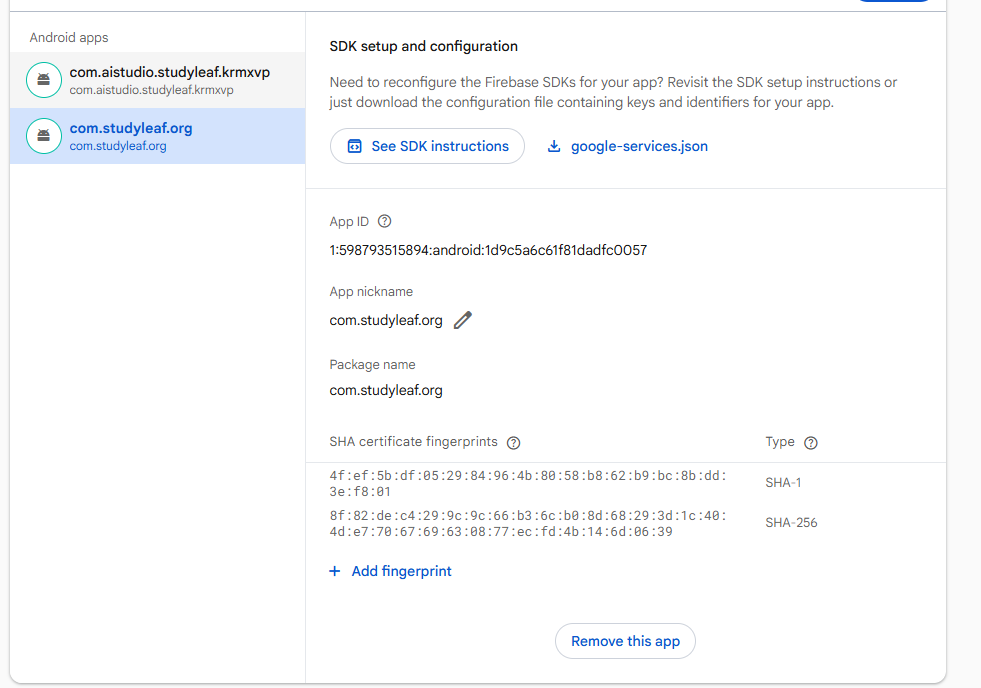 Android apps
com.aistudio.studyleaf.krmxvp
com.aistudio.studyleaf.krmxvp
com.studyleaf.org
com.studyleaf.org
SDK setup and configuration
Need to reconfigure the Firebase SDKs for your app? Revisit the SDK setup instructions or
just download the configuration file containing keys and identifiers for your app.
See SDK instructions
google-services.json
App ID
1:598793515894:android:1d9c5a6c61f81dadfc0057
App nickname
com.studyleaf.org
Package name
com.studyleaf.org
SHA certificate fingerprints
Type
4f:ef:5b:df:05:29:84:96:4b:80:58:b8:62:b9:bc:8b:dd:
3e:f8:01
SHA-1
8f:82:de:c4:29:9c:9c:66:b3:6c:b0:8d:68:29:3d:1c:40:
4d:e7:70:67:69:63:08:77:ec:fd:4b:14:6d:06:39
SHA-256
+ Add fingerprint
Remove this app